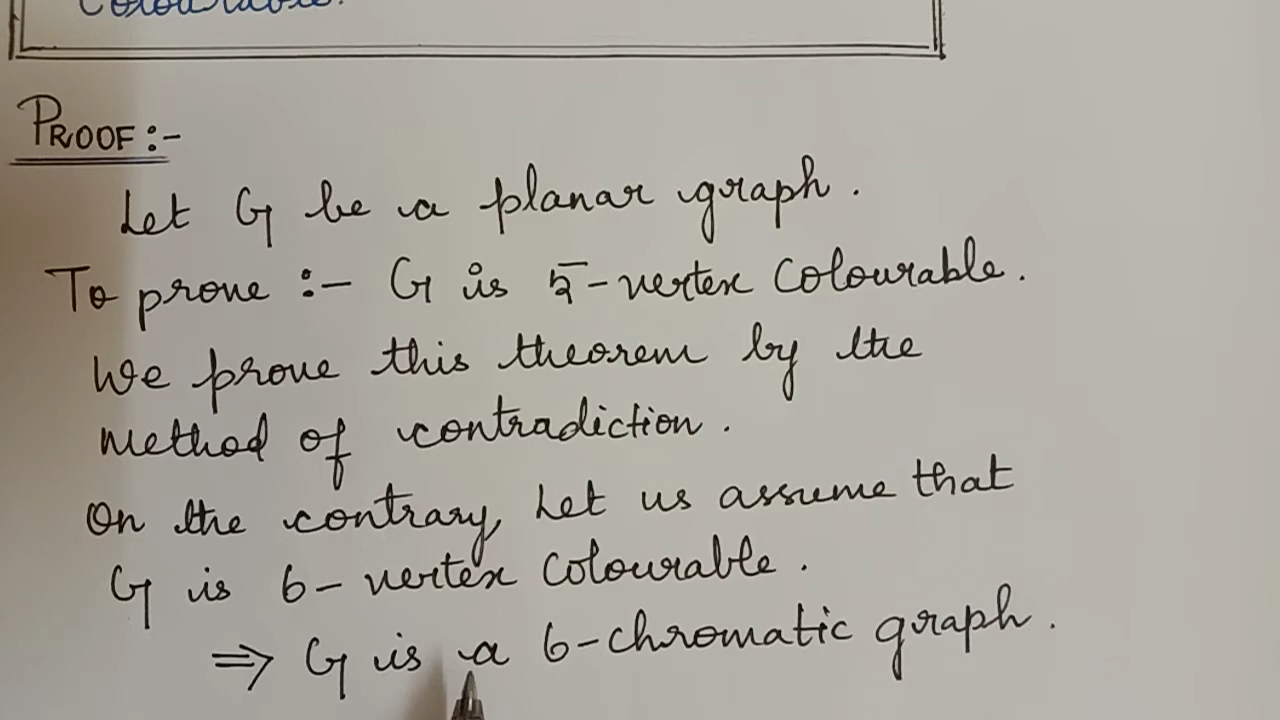 Colourable.
PROOF :-
Let G be a planar graph.
To prove :- G is 5-vertex colourable.
We prove this theorem by the
method of contradiction.
On the contrary, Let us assume that
G is 6-vertex colourable.
⇒ G is a 6-chromatic graph.